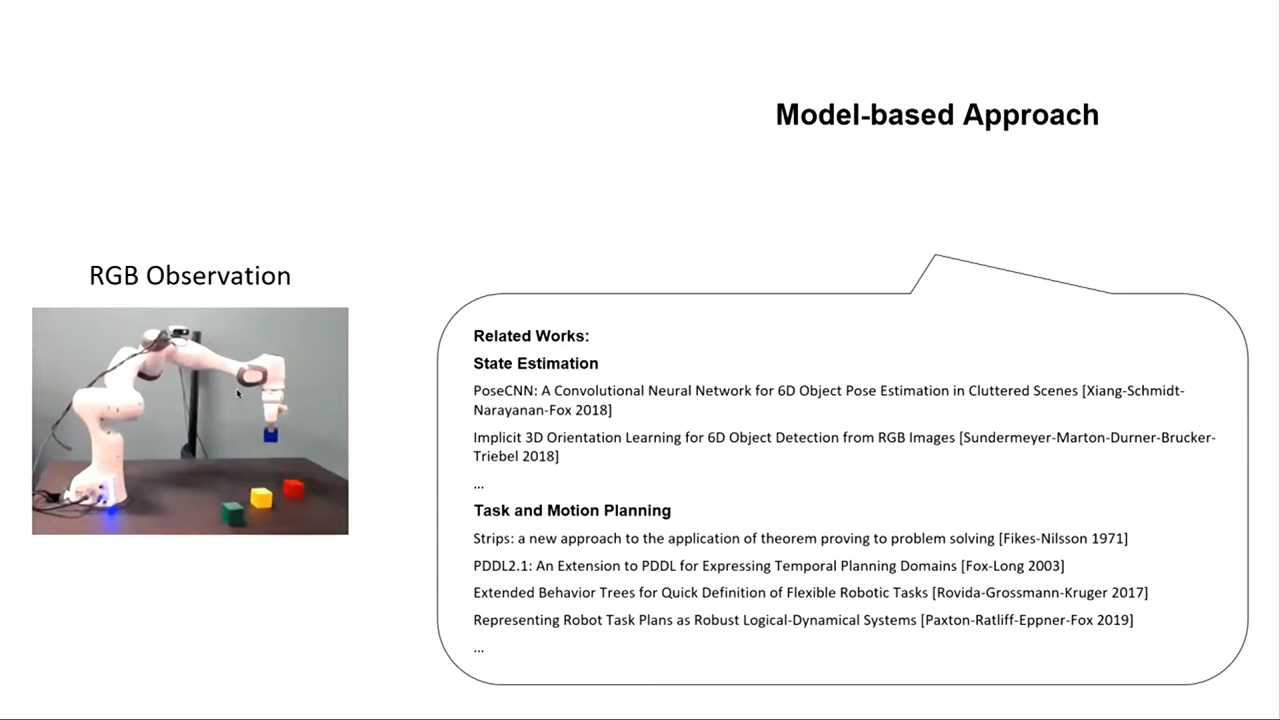 Model-based Approach
RGB Observation
Related Works:
State Estimation
PoseCNN: A Convolutional Neural Network for 6D Object Pose Estimation in Cluttered Scenes [Xiang-Schmidt-
Narayanan-Fox 2018]
Implicit 3D Orientation Learning for 6D Object Detection from RGB Images [Sundermeyer-Marton-Durner-Brucker-
Triebel 2018]
...
Task and Motion Planning
Strips: a new approach to the application of theorem proving to problem solving [Fikes-Nilsson 1971]
PDDL2.1: An Extension to PDDL for Expressing Temporal Planning Domains [Fox-Long 2003]
Extended Behavior Trees for Quick Definition of Flexible Robotic Tasks [Rovida-Grossmann-Kruger 2017]
Representing Robot Task Plans as Robust Logical-Dynamical Systems [Paxton-Ratliff-Eppner-Fox 2019]
...